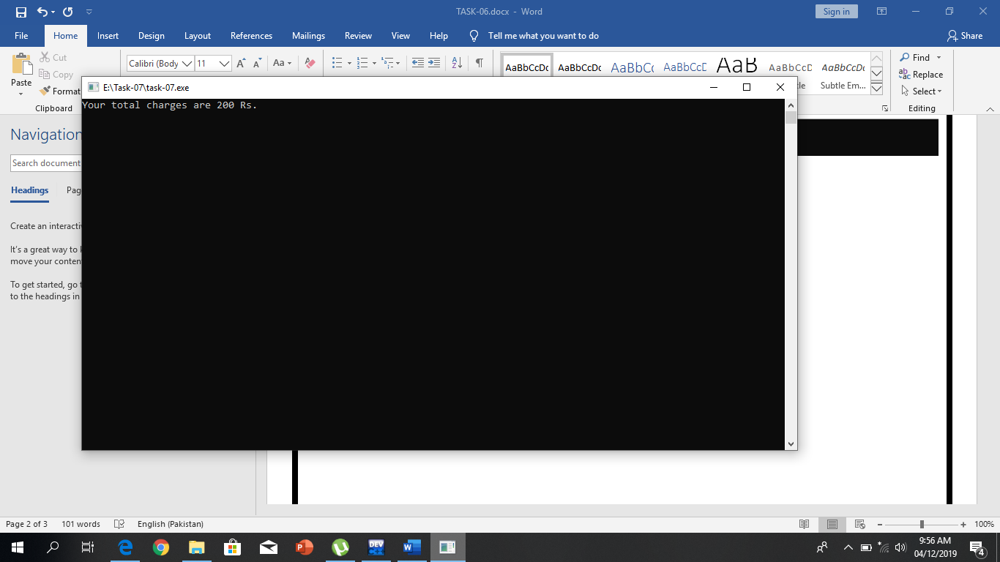 TASK-06.docx - Word
Sign in
File Home Insert Design Layout References Mailings Review View Help Tell me what you want to do Share
Cut
Copy
Format
Paste
Clipboard
Calibri (Body 11
Aa
AaBbCcDc AaBbCcDc AaBbCc AaBbCcD AaB AaBbCcD AaBbCcDc
tle Subtle Em...
Find
Replace
Select
Editing
E:\Task-07\task-07.exe
Your total charges are 200 Rs.
Navigation
Search document
Headings Pag
Create an interactiv
It's a great way to
move your conten
To get started, go t
to the headings in
Page 2 of 3 101 words English (Pakistan) 100%
DEV
9:56 AM
04/12/2019
4